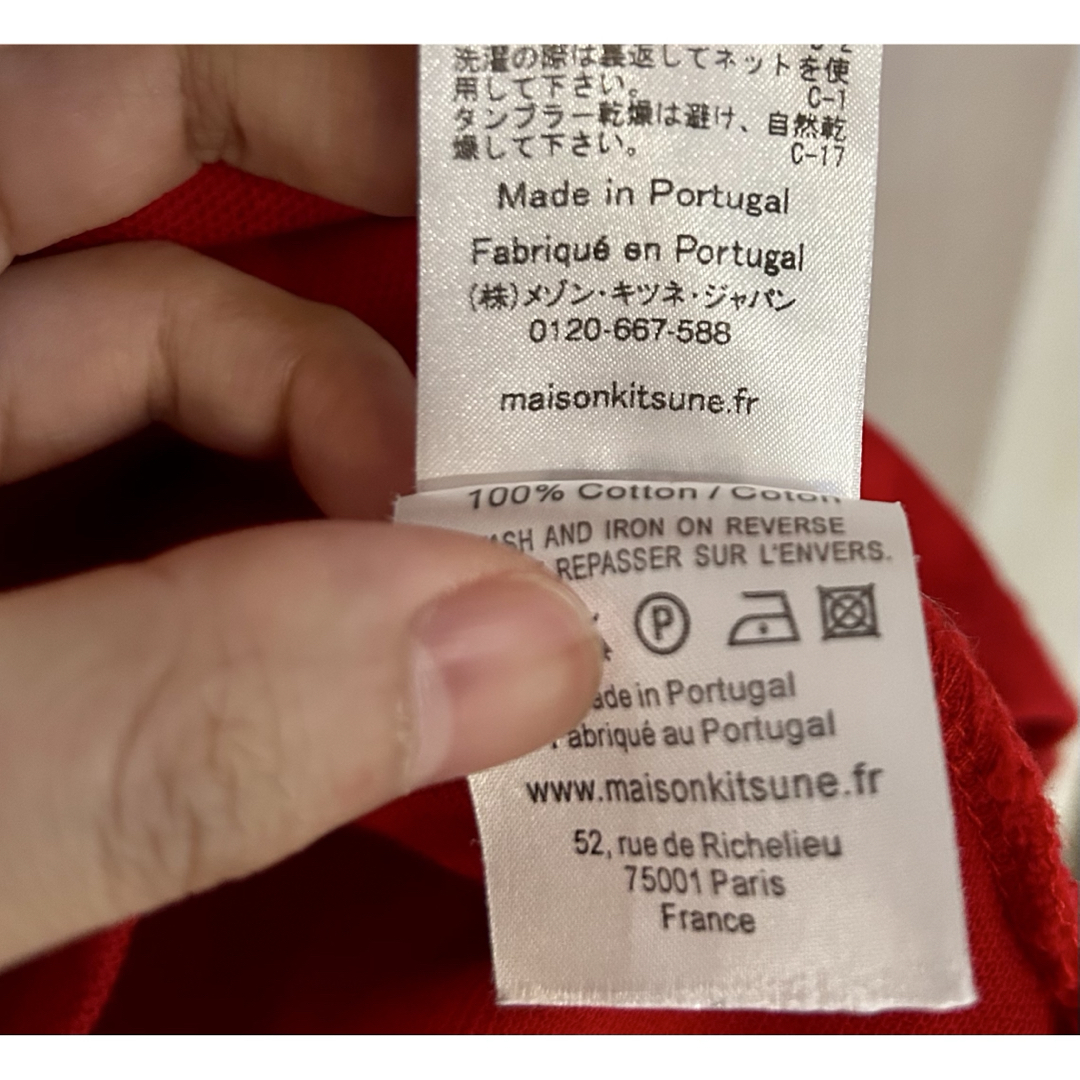 洗濯の際は裏返してネットを使
用して下さい。 C-1
タンブラー乾燥は避け、自然乾
燥して下さい。 C-17
Made in Portugal
Fabriqué en Portugal
(株)メゾン・キツネ・ジャパン
0120-667-588
maisonkitsune.fr
100% Cotton / Coton
ASH AND IRON ON REVERSE
REPASSER SUR L'ENVERS.
P
ade in Portugal
abriqué au Portugal
www.maisonkitsune.fr
52, rue de Richelieu
75001 Paris
France